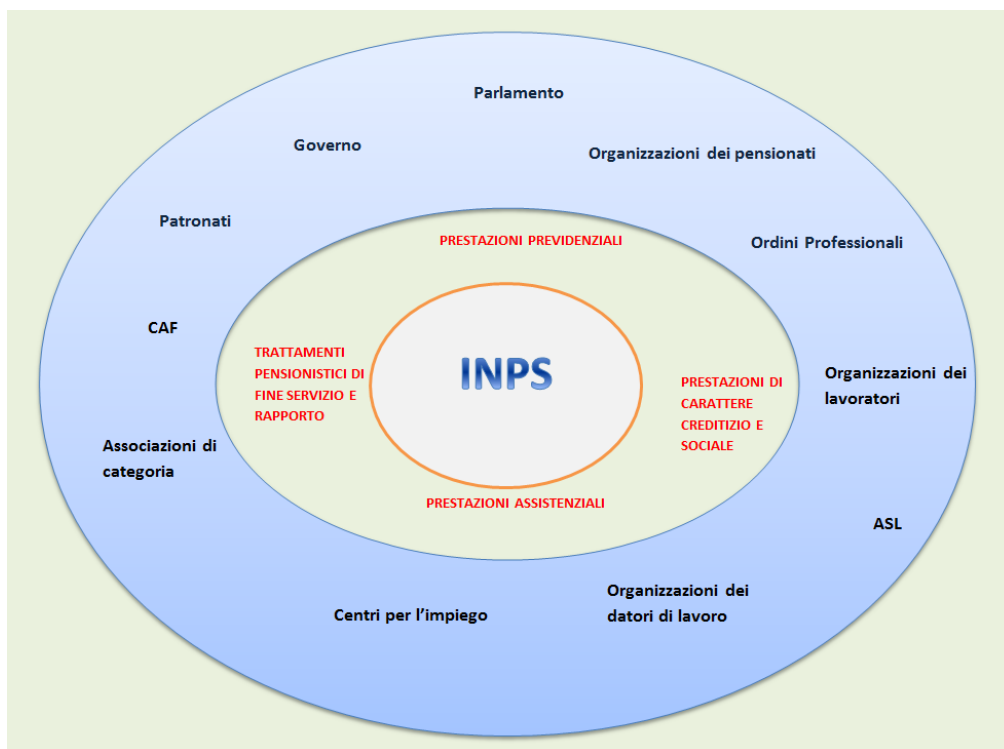 Parlamento
Governo
Organizzazioni dei pensionati
Patronati
Ordini Professionali
PRESTAZIONI PREVIDENZIALI
CAF
TRATTAMENTI
PENSIONISTICI DI
FINE SERVIZIO E
RAPPORTO
INPS
PRESTAZIONI DI
CARATTERE
CREDITIZIO E
SOCIALE
Organizzazioni dei
lavoratori
Associazioni di
categoria
PRESTAZIONI ASSISTENZIALI
ASL
Centri per l’impiego
Organizzazioni dei
datori di lavoro